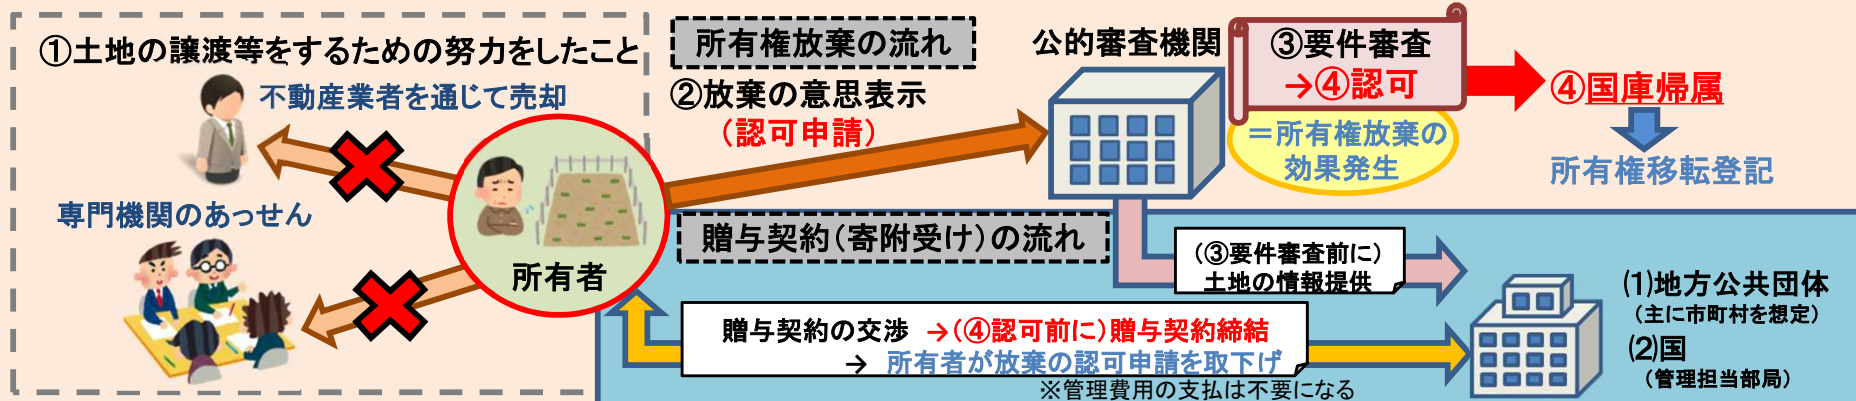 ①土地の譲渡等をするための努力をしたこと
不動産業者を通じて売却
専門機関のあっせん
所有者
所有権放棄の流れ
②放棄の意思表示
（認可申請）
公的審査機関
③要件審査
→④認可
＝所有権放棄の
効果発生
④国庫帰属
所有権移転登記
贈与契約（寄附受け）の流れ
（③要件審査前に）
土地の情報提供
贈与契約の交渉 →（④認可前に）贈与契約締結
→ 所有者が放棄の認可申請を取下げ
※管理費用の支払は不要になる
⑴地方公共団体
（主に市町村を想定）
⑵国
（管理担当部局）